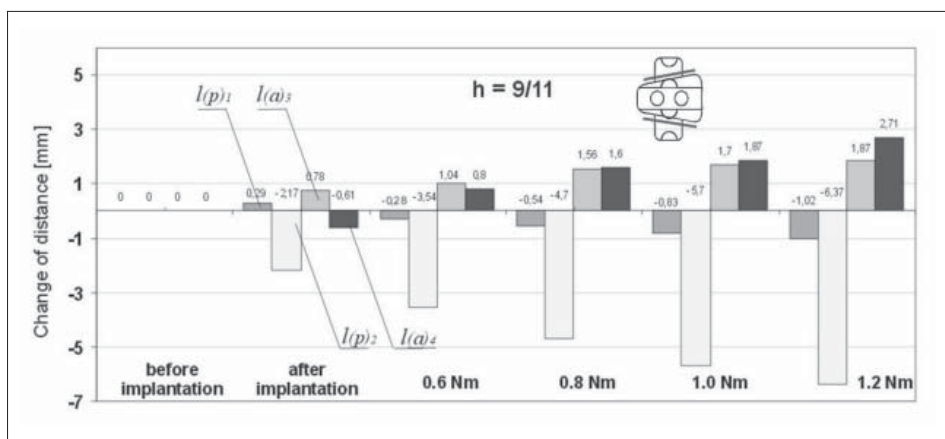 Change of distance [mm]
5
3
1
-1
-3
-5
-7
h = 9/11
l(p)1
l(a)3
l(p)2
l(a)4
0 0 0 0
0,29 -2,17 0,78 -0,61
-0,28 -3,54 1,04 0,8
-0,54 -4,7 1,56 1,6
-0,83 -5,7 1,7 1,87
-1,02 -6,37 1,87 2,71
before
implantation
after
implantation
0.6 Nm
0.8 Nm
1.0 Nm
1.2 Nm